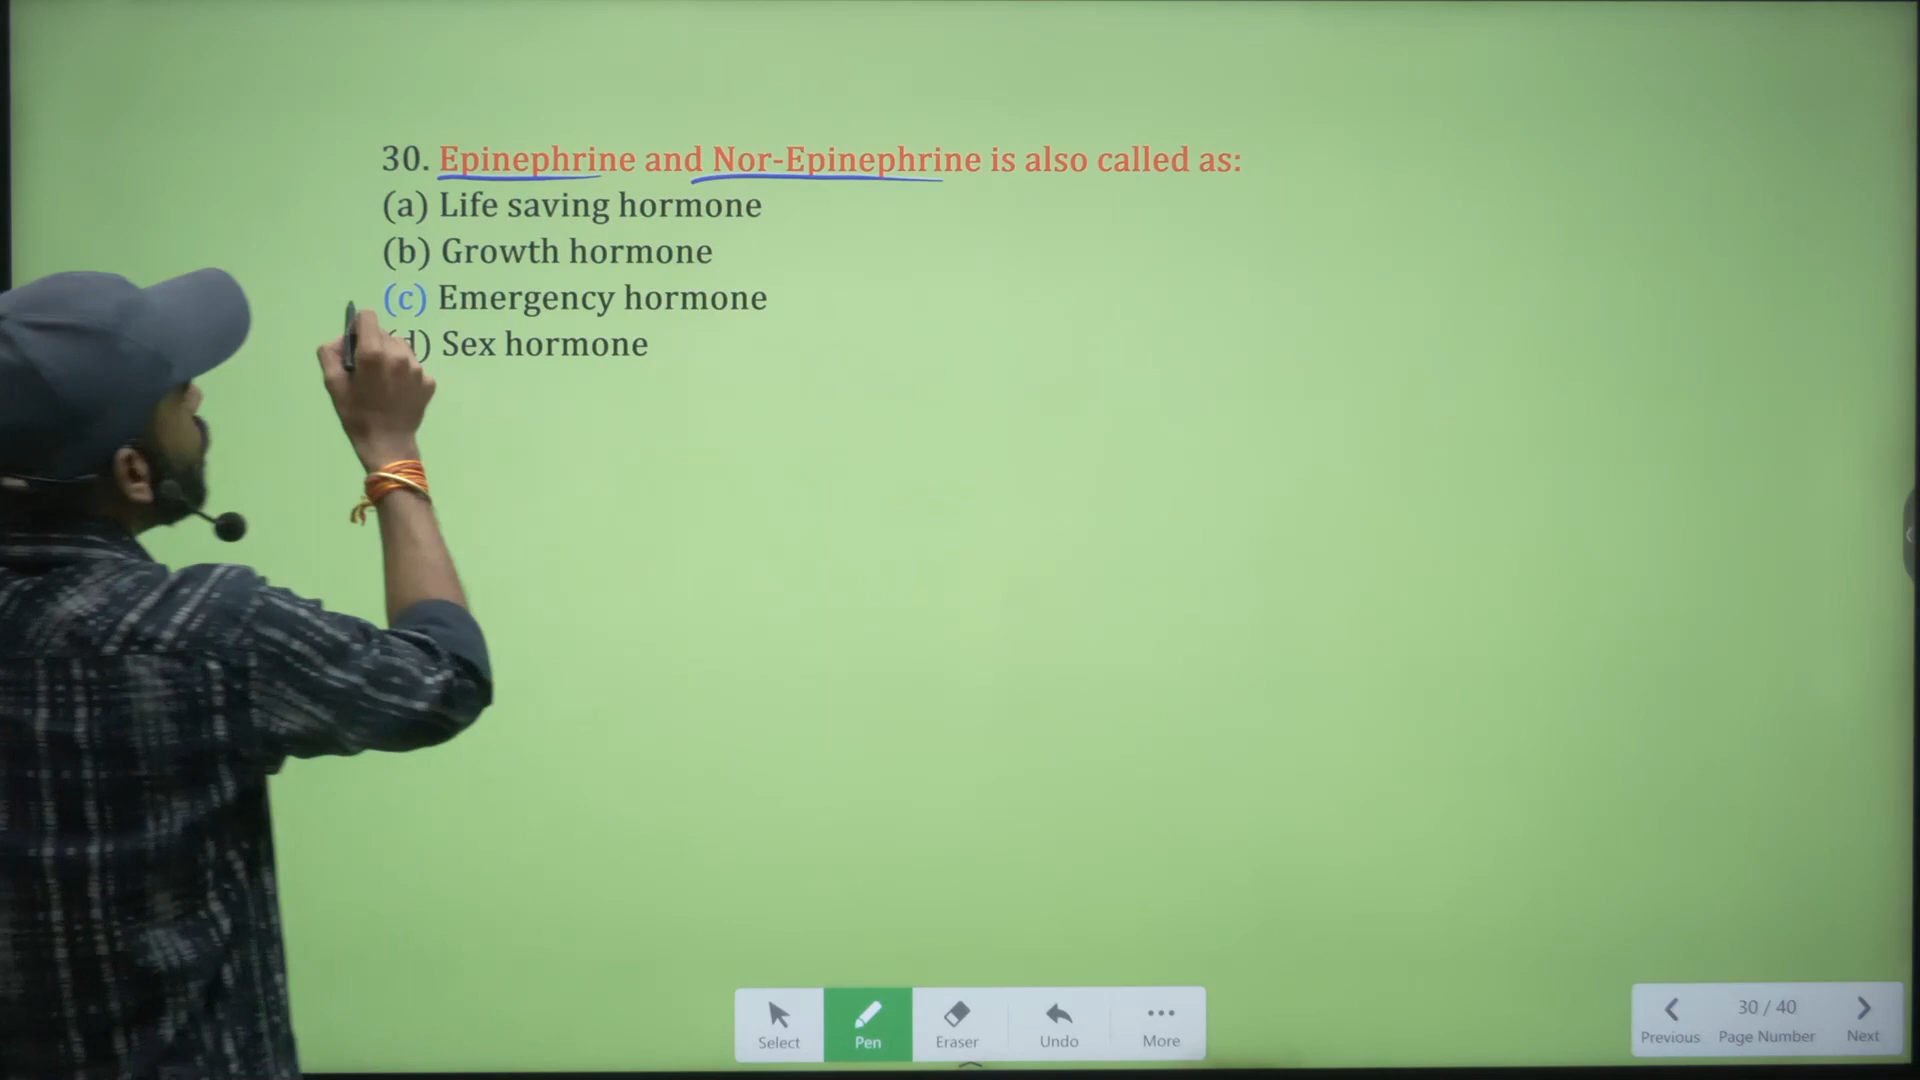 30. Epinephrine and Nor-Epinephrine is also called as:
(a) Life saving hormone
(b) Growth hormone
(c) Emergency hormone
(d) Sex hormone
Select Pen Eraser Undo More
30 / 40
Previous Page Number Next